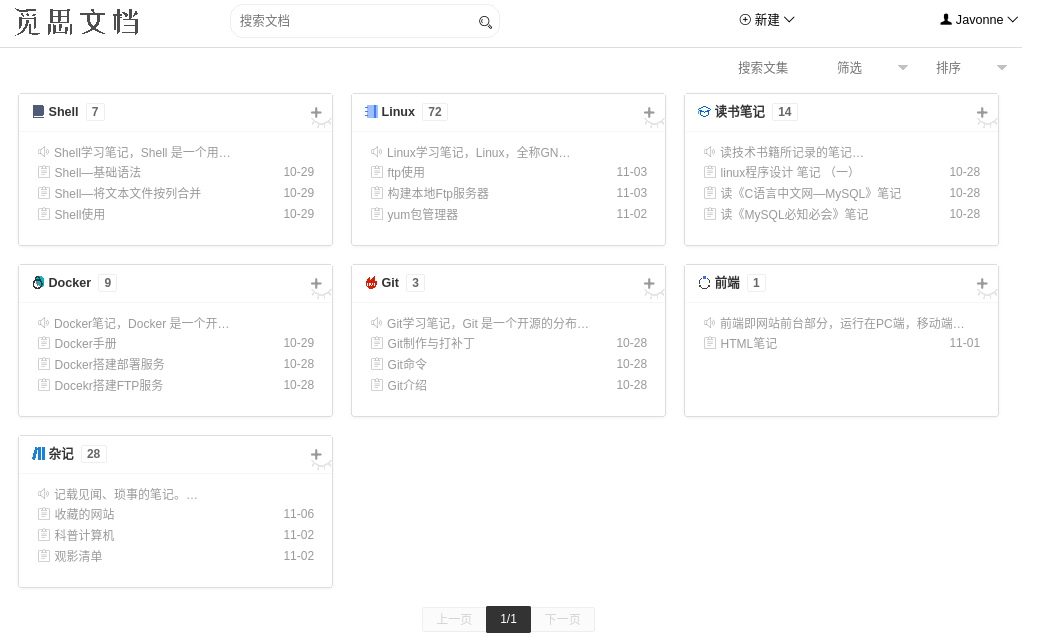 觅思文档
搜索文档
新建
Javonne
搜索文集 筛选 排序
Shell 7
Shell学习笔记，Shell 是一个用…
Shell—基础语法 10-29
Shell—将文本文件按列合并 10-29
Shell使用 10-29
Linux 72
Linux学习笔记，Linux，全称GN…
ftp使用 11-03
构建本地Ftp服务器 11-03
yum包管理器 11-02
读书笔记 14
读技术书籍所记录的笔记…
linux程序设计 笔记 （一） 10-28
读《C语言中文网—MySQL》笔记 10-28
读《MySQL必知必会》笔记 10-28
Docker 9
Docker笔记，Docker 是一个开…
Docker手册 10-29
Docker搭建部署服务 10-28
Docekr搭建FTP服务 10-28
Git 3
Git学习笔记，Git 是一个开源的分布…
Git制作与打补丁 10-28
Git命令 10-28
Git介绍 10-28
前端 1
前端即网站前台部分，运行在PC端，移动端…
HTML笔记 11-01
杂记 28
记载见闻、琐事的笔记。…
收藏的网站 11-06
科普计算机 11-02
观影清单 11-02
上一页 1/1 下一页